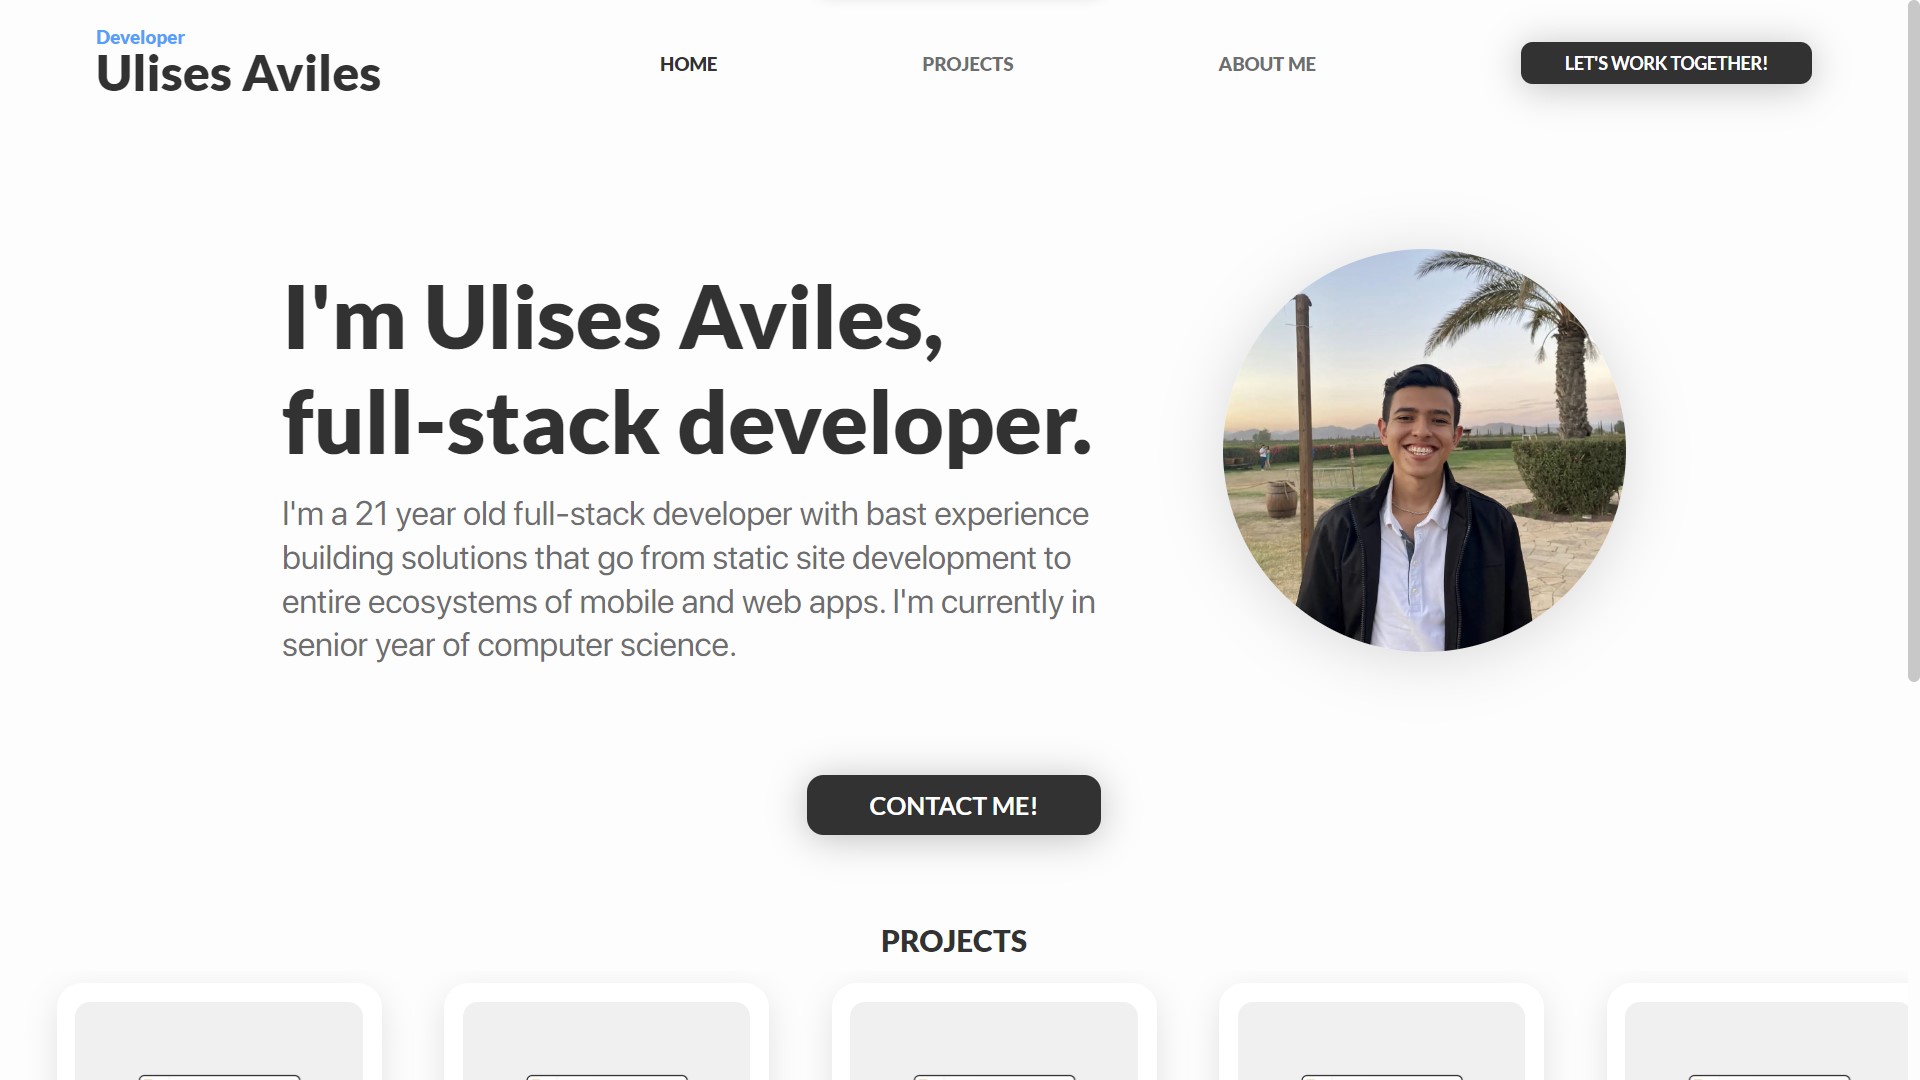 Developer
Ulises Aviles
HOME
PROJECTS
ABOUT ME
LET'S WORK TOGETHER!
I'm Ulises Aviles,
full-stack developer.
I'm a 21 year old full-stack developer with bast experience
building solutions that go from static site development to
entire ecosystems of mobile and web apps. I'm currently in
senior year of computer science.
CONTACT ME!
PROJECTS